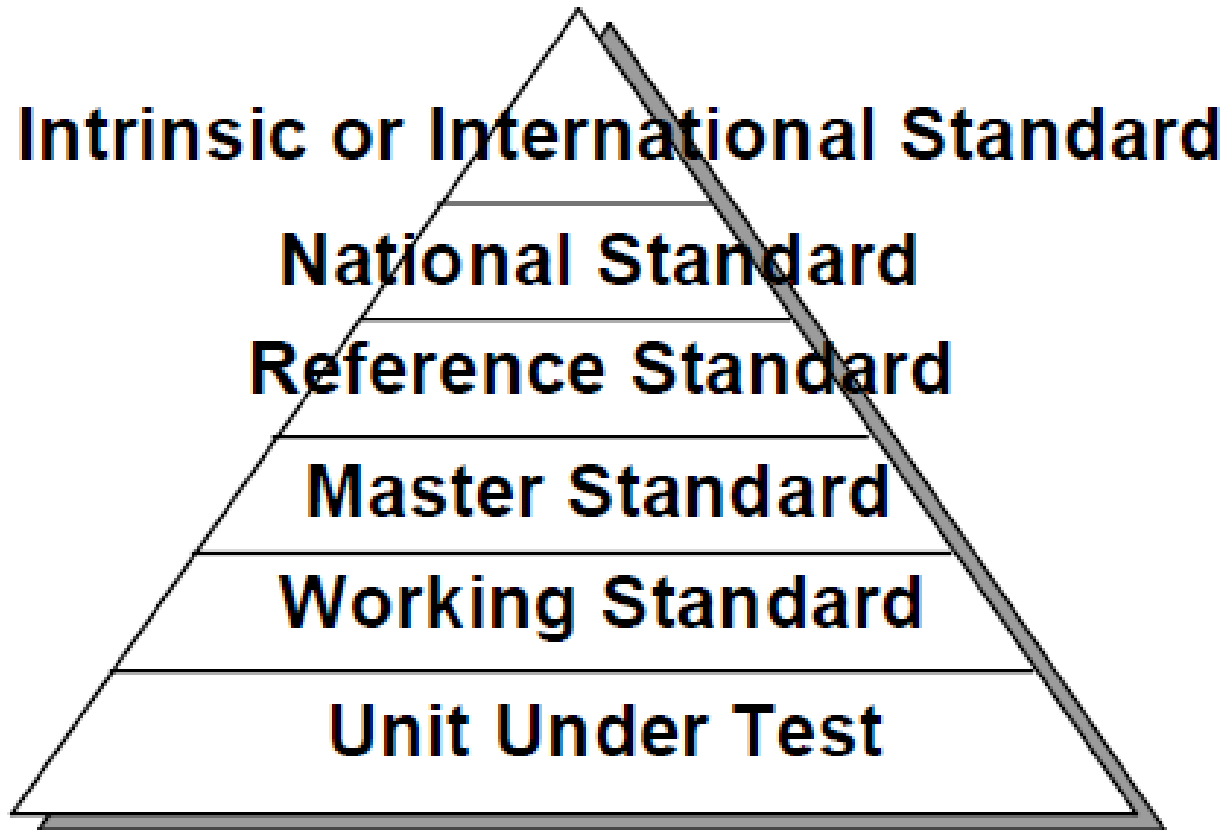 Intrinsic or International Standard
National Standard
Reference Standard
Master Standard
Working Standard
Unit Under Test